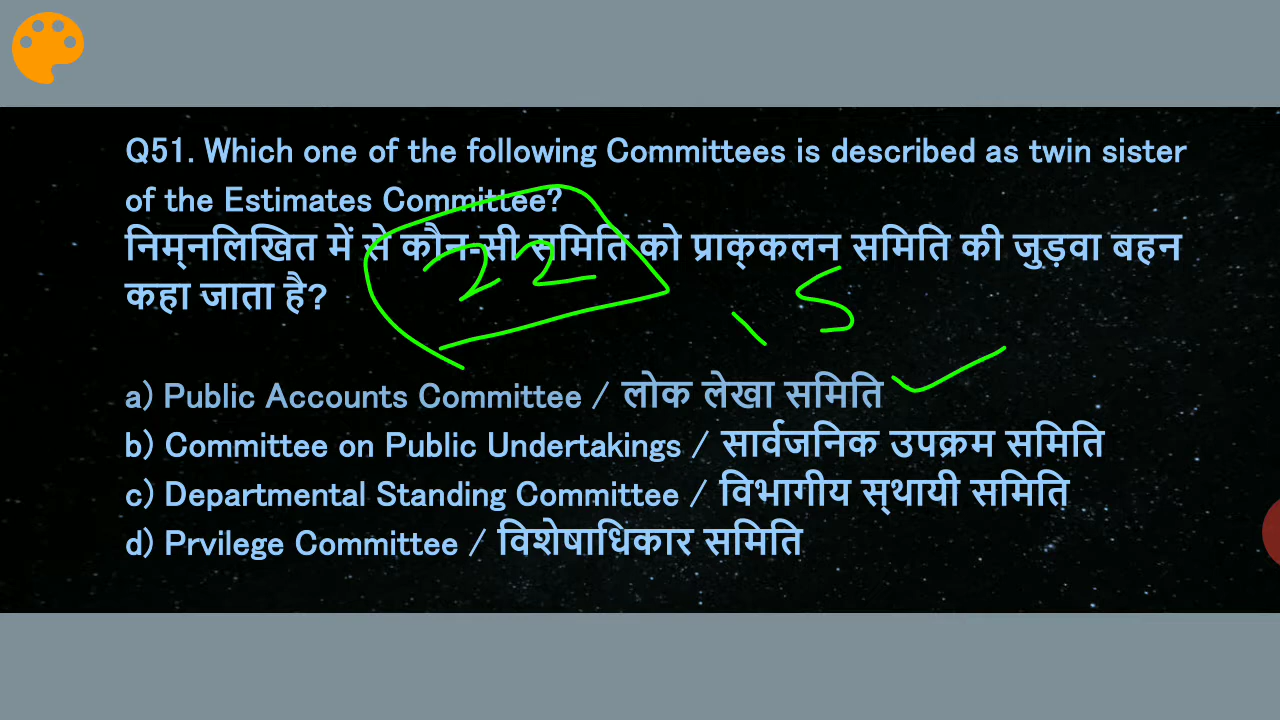 Q51. Which one of the following Committees is described as twin sister
of the Estimates Committee?
निम्नलिखित में से कौन-सी समिति को प्राक्कलन समिति की जुड़वा बहन
कहा जाता है?
22
\ 5
a) Public Accounts Committee / लोक लेखा समिति
b) Committee on Public Undertakings / सार्वजनिक उपक्रम समिति
c) Departmental Standing Committee / विभागीय स्थायी समिति
d) Prvilege Committee / विशेषाधिकार समिति